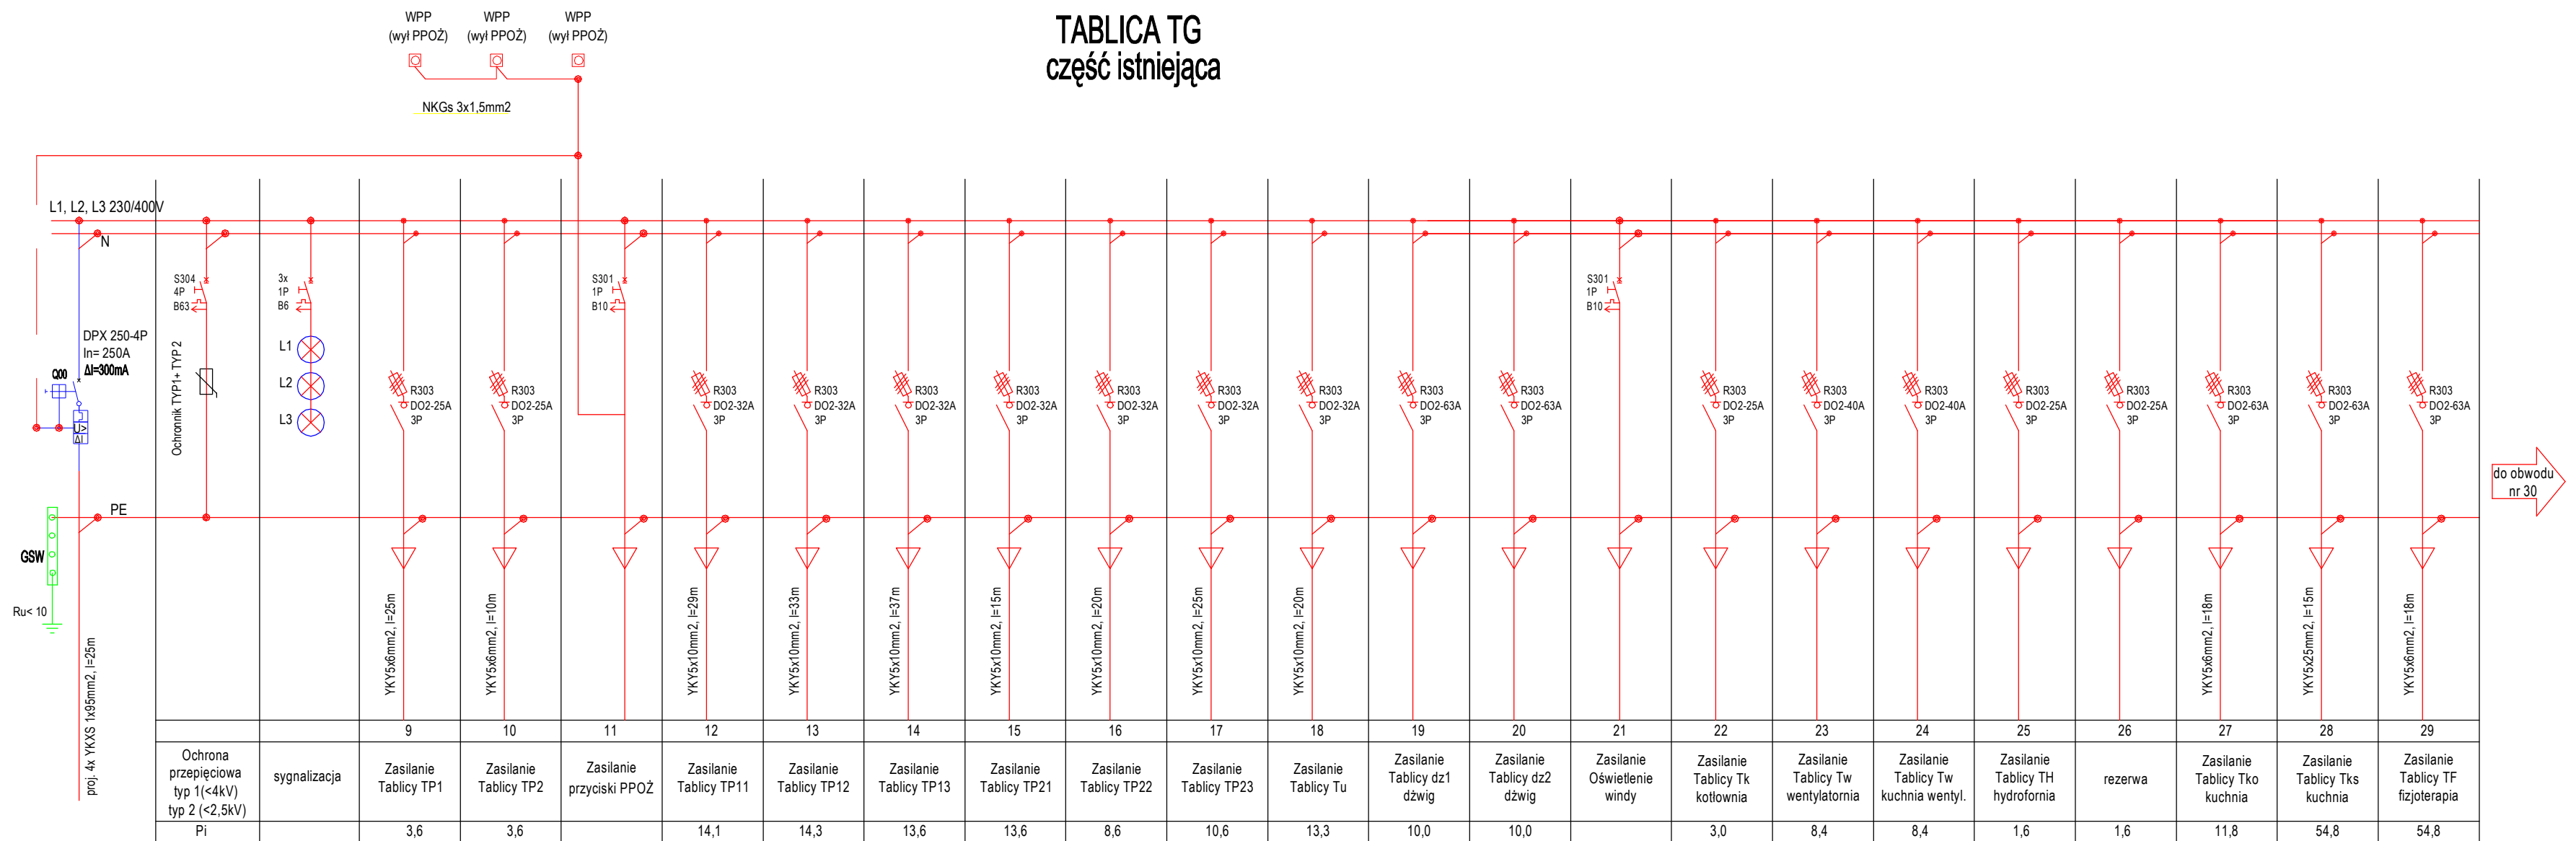 TABLICA TG
część istniejąca
WPP
(wył PPOŻ)
WPP
(wył PPOŻ)
WPP
(wył PPOŻ)
NKGs 3x1,5mm2
L1, L2, L3 230/400V
N
DPX 250-4P
In= 250A
ΔI=300mA
Q00
U>
ΔI
PE
GSW
Ru< 10
proj. 4x YKXS 1x95mm2, l=25m
S304
4P
B63
Ochronnik TYP1+ TYP 2
3x
1P
B6
L1
L2
L3
R303
DO2-25A
3P
R303
DO2-25A
3P
S301
1P
B10
R303
DO2-32A
3P
R303
DO2-32A
3P
R303
DO2-32A
3P
R303
DO2-32A
3P
R303
DO2-32A
3P
R303
DO2-32A
3P
R303
DO2-32A
3P
R303
DO2-63A
3P
R303
DO2-63A
3P
S301
1P
B10
R303
DO2-25A
3P
R303
DO2-40A
3P
R303
DO2-40A
3P
R303
DO2-25A
3P
R303
DO2-25A
3P
R303
DO2-63A
3P
R303
DO2-63A
3P
R303
DO2-63A
3P
do obwodu
nr 30
YKY5x6mm2, l=25m
YKY5x6mm2, l=10m
YKY5x10mm2, l=29m
YKY5x10mm2, l=33m
YKY5x10mm2, l=37m
YKY5x10mm2, l=15m
YKY5x10mm2, l=20m
YKY5x10mm2, l=25m
YKY5x10mm2, l=20m
YKY5x6mm2, l=18m
YKY5x25mm2, l=15m
YKY5x6mm2, l=18m
9 10 11 12 13 14 15 16 17 18 19 20 21 22 23 24 25 26 27 28 29
Ochrona
przepięciowa
typ 1(<4kV)
typ 2 (<2,5kV)
sygnalizacja
Zasilanie
Tablicy TP1
Zasilanie
Tablicy TP2
Zasilanie
przyciski PPOŻ
Zasilanie
Tablicy TP11
Zasilanie
Tablicy TP12
Zasilanie
Tablicy TP13
Zasilanie
Tablicy TP21
Zasilanie
Tablicy TP22
Zasilanie
Tablicy TP23
Zasilanie
Tablicy Tu
Zasilanie
Tablicy dz1
dźwig
Zasilanie
Tablicy dz2
dźwig
Zasilanie
Oświetlenie
windy
Zasilanie
Tablicy Tk
kotłownia
Zasilanie
Tablicy Tw
wentylatornia
Zasilanie
Tablicy Tw
kuchnia wentyl.
Zasilanie
Tablicy TH
hydrofornia
rezerwa
Zasilanie
Tablicy Tko
kuchnia
Zasilanie
Tablicy Tks
kuchnia
Zasilanie
Tablicy TF
fizjoterapia
Pi 3,6 3,6 14,1 14,3 13,6 13,6 8,6 10,6 13,3 10,0 10,0 3,0 8,4 8,4 1,6 1,6 11,8 54,8 54,8